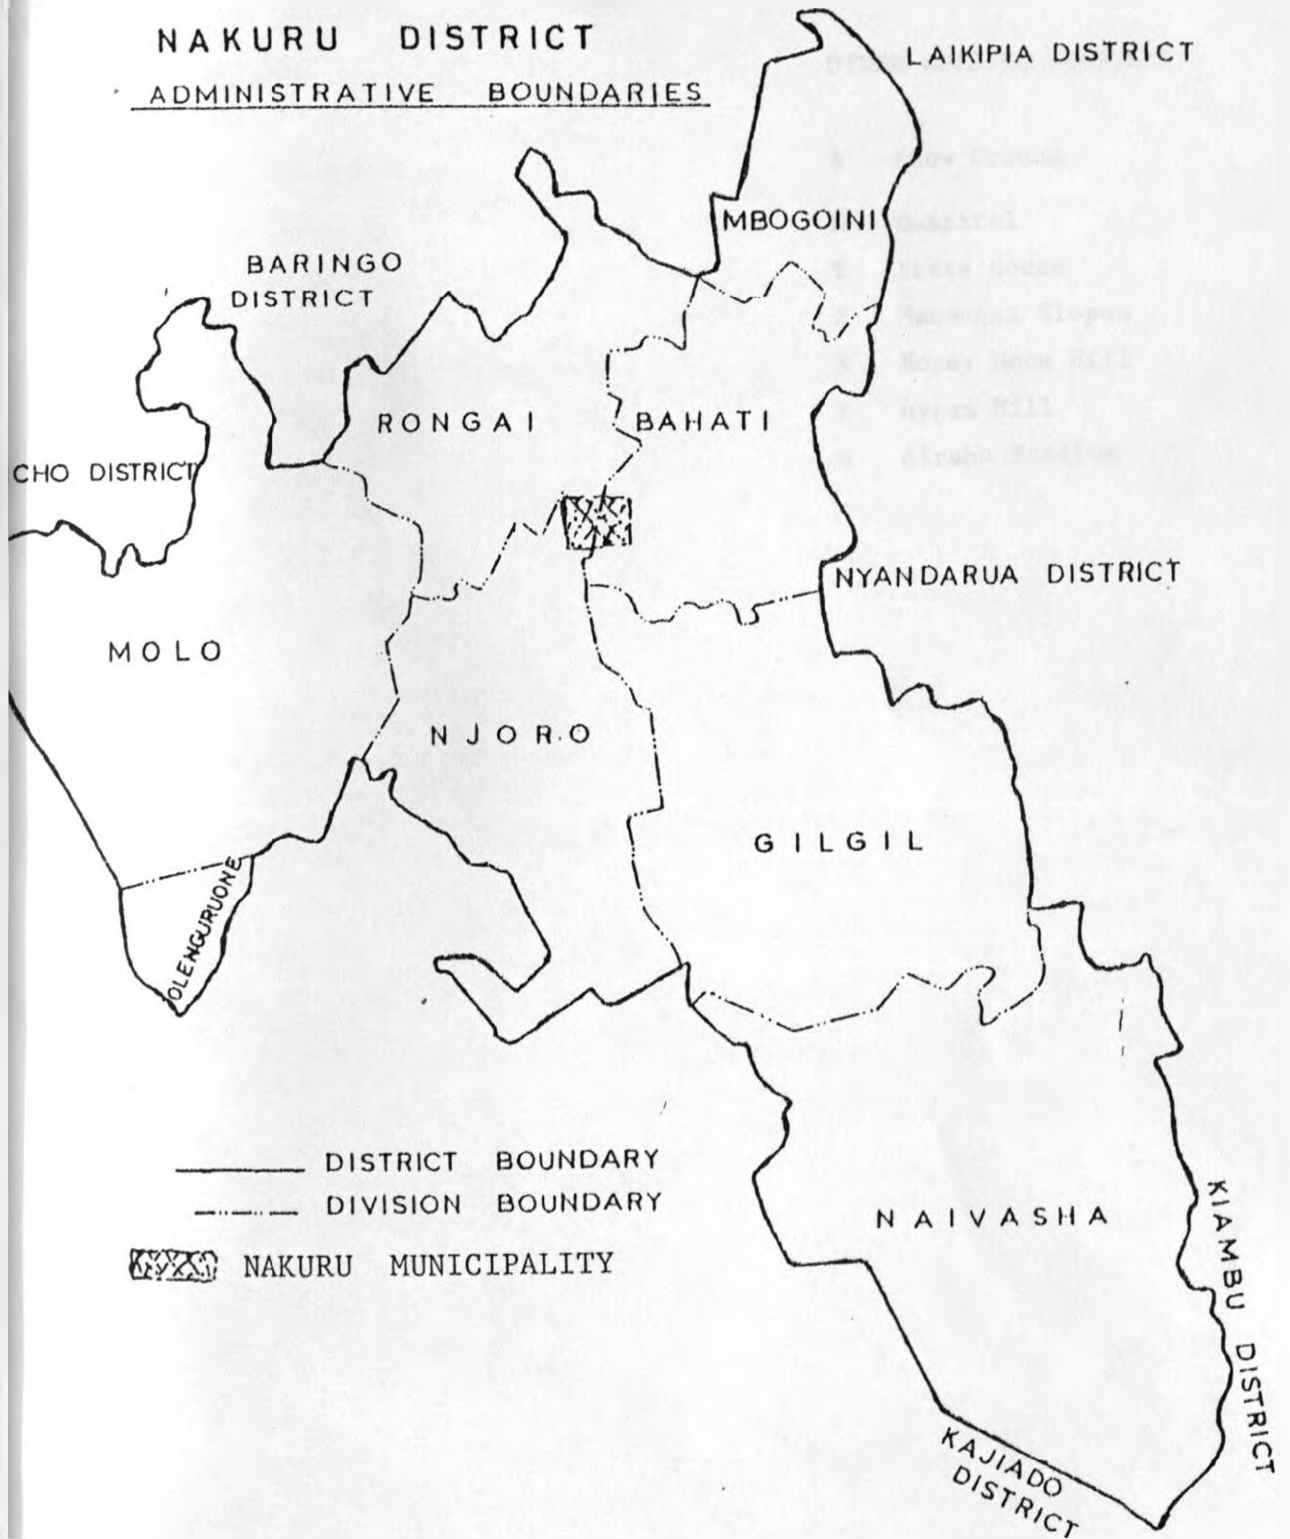 NAKURU DISTRICT
ADMINISTRATIVE BOUNDARIES
LAIKIPIA DISTRICT
MBOGOINI
BARINGO
DISTRICT
RONGAI
BAHATI
CHO DISTRICT
NYANDARUA DISTRICT
MOLO
NJORO
GILGIL
OLENGURUONE
DISTRICT BOUNDARY
DIVISION BOUNDARY
NAKURU MUNICIPALITY
NAIVASHA
KIAMBU DISTRICT
KAJIADO
DISTRICT